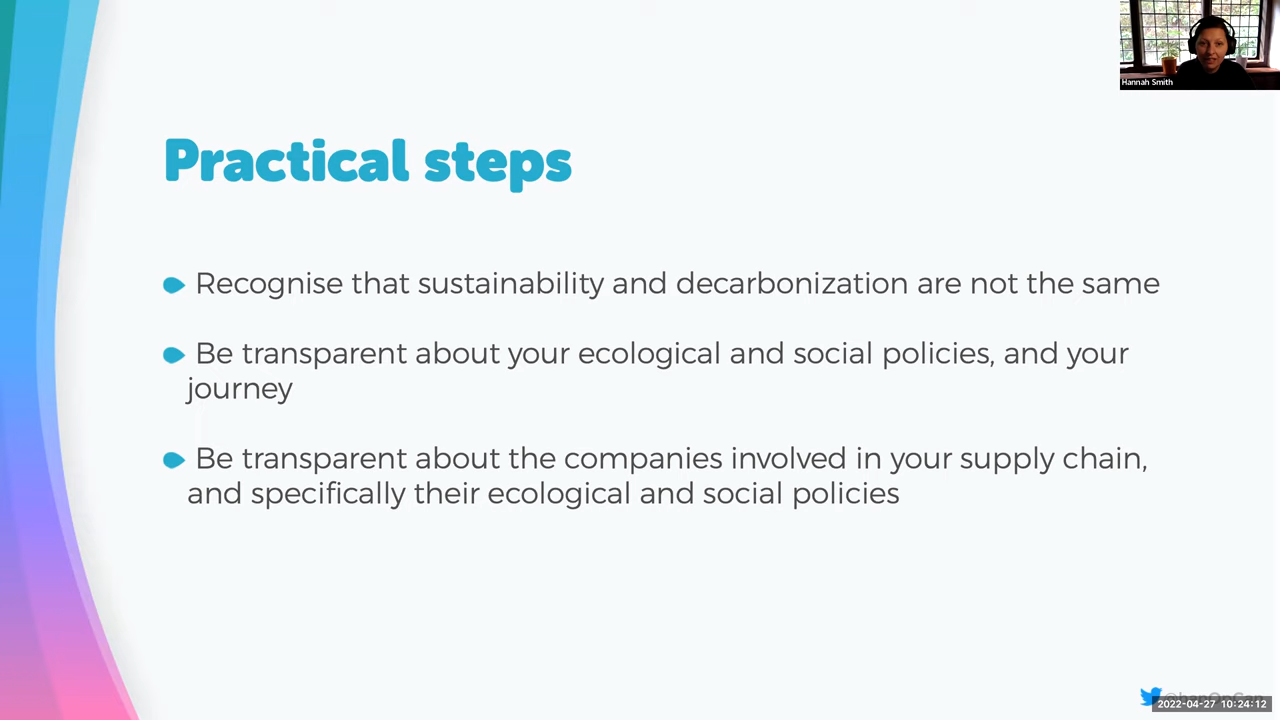 Hannah Smith
Practical steps
Recognise that sustainability and decarbonization are not the same
Be transparent about your ecological and social policies, and your
journey
Be transparent about the companies involved in your supply chain,
and specifically their ecological and social policies
2022-04-27 10:24:12